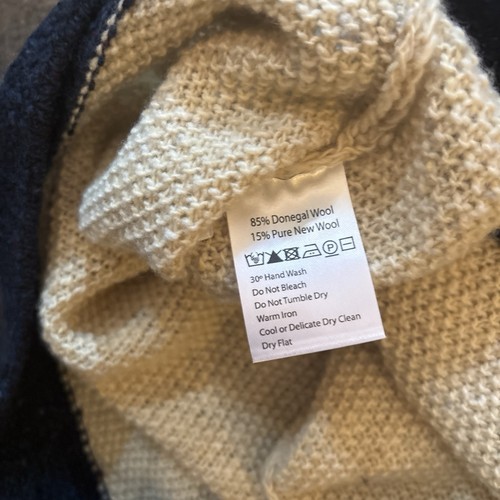 85% Donegal Wool
15% Pure New Wool
30º Hand Wash
Do Not Bleach
Do Not Tumble Dry
Warm Iron
Cool or Delicate Dry Clean
Dry Flat